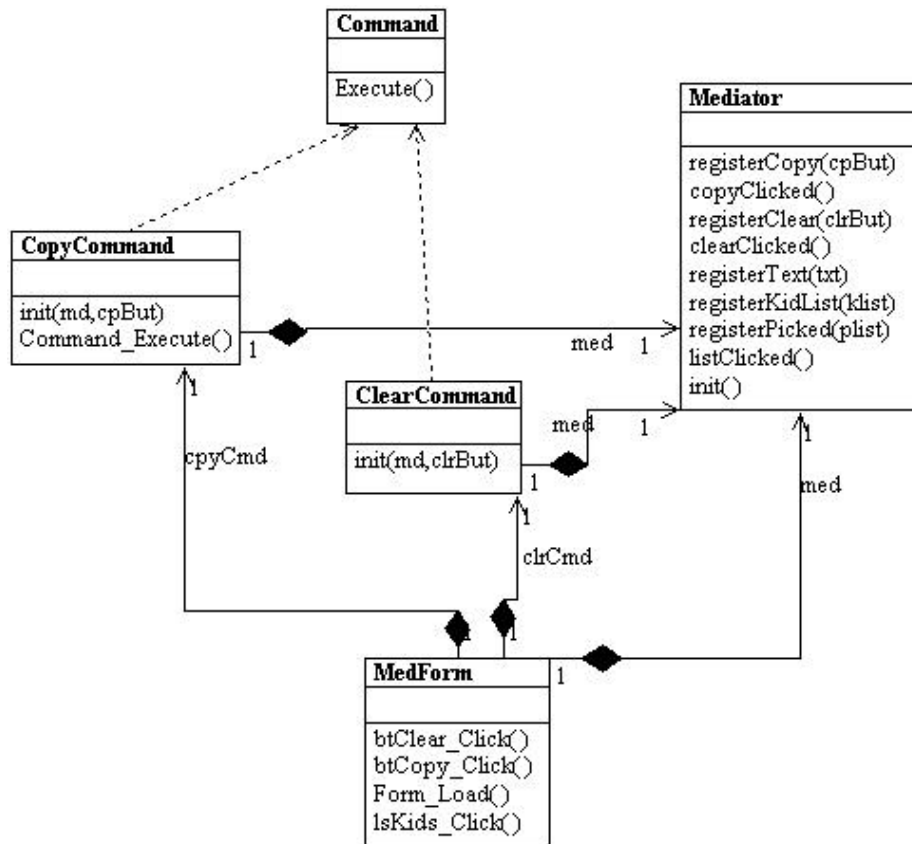 Command
Execute()
Mediator
registerCopy(cpBut)
copyClicked()
registerClear(clrBut)
clearClicked()
registerText(txt)
registerKidList(klist)
registerPicked(plist)
listClicked()
init()
CopyCommand
init(md,cpBut)
Command_Execute()
1
med
1
1
cpyCmd
ClearCommand
init(md,clrBut)
1
med
1
1
clrCmd
1
med
1
1
1
MedForm
btClear_Click()
btCopy_Click()
Form_Load()
lsKids_Click()